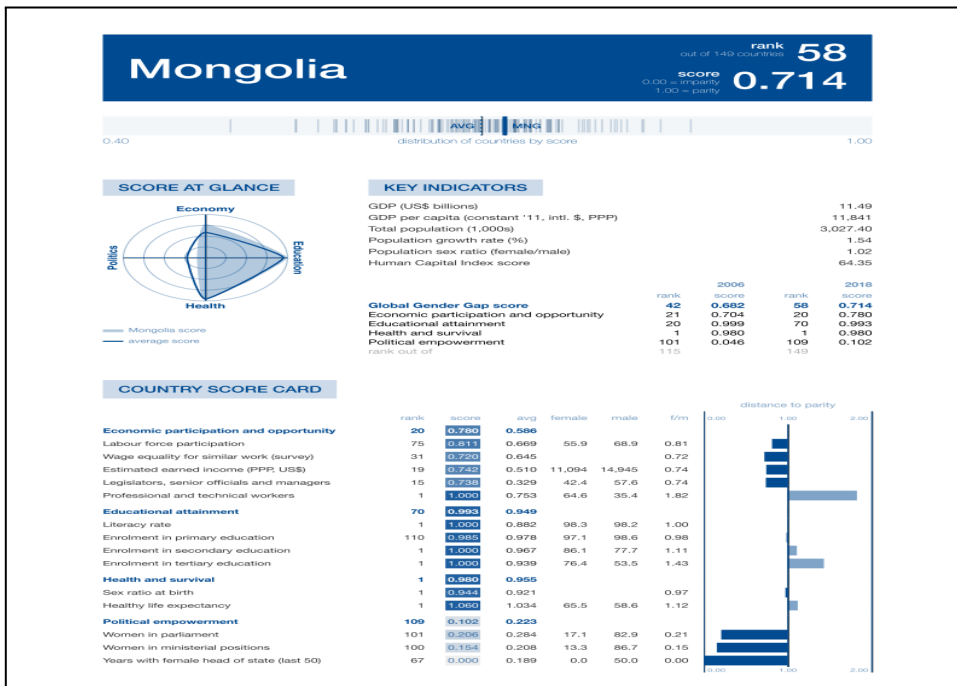 Mongolia
rank 58
out of 149 countries
score 0.714
0.00 = imparity
1.00 = parity
AVG MNG
0.40 distribution of countries by score 1.00
SCORE AT GLANCE
Economy
Education
Politics
Health
Mongolia score
average score
KEY INDICATORS
GDP (US$ billions) 11.49
GDP per capita (constant '11, intl. $, PPP) 11,841
Total population (1,000s) 3,027.40
Population growth rate (%) 1.54
Population sex ratio (female/male) 1.02
Human Capital Index score 64.35
2006 2018
rank score rank score
Global Gender Gap score 42 0.682 58 0.714
Economic participation and opportunity 21 0.704 20 0.780
Educational attainment 20 0.999 70 0.993
Health and survival 1 0.980 1 0.980
Political empowerment 101 0.046 109 0.102
rank out of 115 149
COUNTRY SCORE CARD
distance to parity
rank score avg female male f/m 0.00 1.00 2.00
Economic participation and opportunity 20 0.780 0.586
Labour force participation 75 0.811 0.669 55.9 68.9 0.81
Wage equality for similar work (survey) 31 0.720 0.645 0.72
Estimated earned income (PPP, US$) 19 0.742 0.510 11,094 14,945 0.74
Legislators, senior officials and managers 15 0.738 0.329 42.4 57.6 0.74
Professional and technical workers 1 1.000 0.753 64.6 35.4 1.82
Educational attainment 70 0.993 0.949
Literacy rate 1 1.000 0.882 98.3 98.2 1.00
Enrolment in primary education 110 0.985 0.978 97.1 98.6 0.98
Enrolment in secondary education 1 1.000 0.967 86.1 77.7 1.11
Enrolment in tertiary education 1 1.000 0.939 76.4 53.5 1.43
Health and survival 1 0.980 0.955
Sex ratio at birth 1 0.944 0.921 0.97
Healthy life expectancy 1 1.060 1.034 65.5 58.6 1.12
Political empowerment 109 0.102 0.223
Women in parliament 101 0.206 0.284 17.1 82.9 0.21
Women in ministerial positions 100 0.154 0.208 13.3 86.7 0.15
Years with female head of state (last 50) 67 0.000 0.189 0.0 50.0 0.00
0.00 1.00 2.00